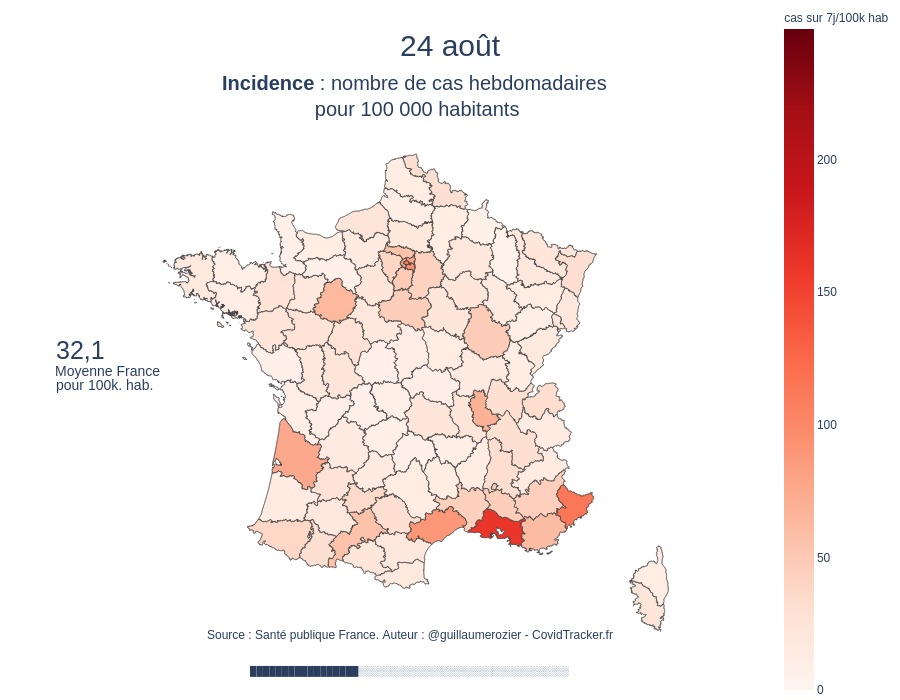 cas sur 7j/100k hab
24 août
Incidence : nombre de cas hebdomadaires
pour 100 000 habitants
200
150
32,1
Moyenne France
pour 100k. hab.
100
50
Source : Santé publique France. Auteur : @guillaumerozier - CovidTracker.fr
0